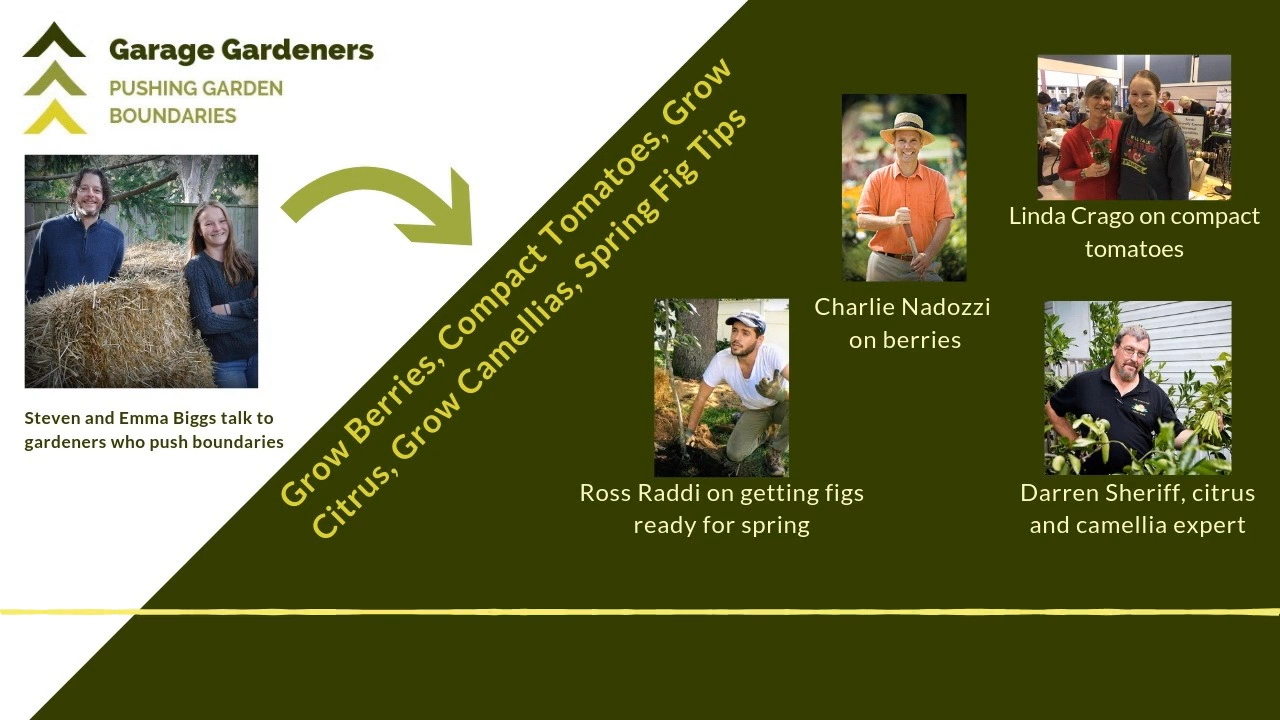 Garage Gardeners
PUSHING GARDEN
BOUNDARIES
Steven and Emma Biggs talk to
gardeners who push boundaries
Grow Berries, Compact Tomatoes, Grow
Citrus, Grow Camellias, Spring Fig Tips
Linda Crago on compact
tomatoes
Charlie Nadozzi
on berries
Ross Raddi on getting figs
ready for spring
Darren Sheriff, citrus
and camellia expert